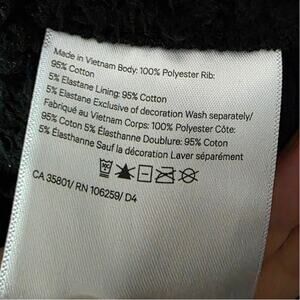 Made in Vietnam Body: 100% Polyester Rib:
95% Cotton
5% Elastane Lining: 95% Cotton
5% Elastane Exclusive of decoration Wash separately/
Fabriqué au Vietnam Corps: 100% Polyester Côte:
95% Coton 5% Élasthanne Doublure: 95% Coton
5% Élasthanne Sauf la décoration Laver séparément
CA 35801/ RN 106259/ D4